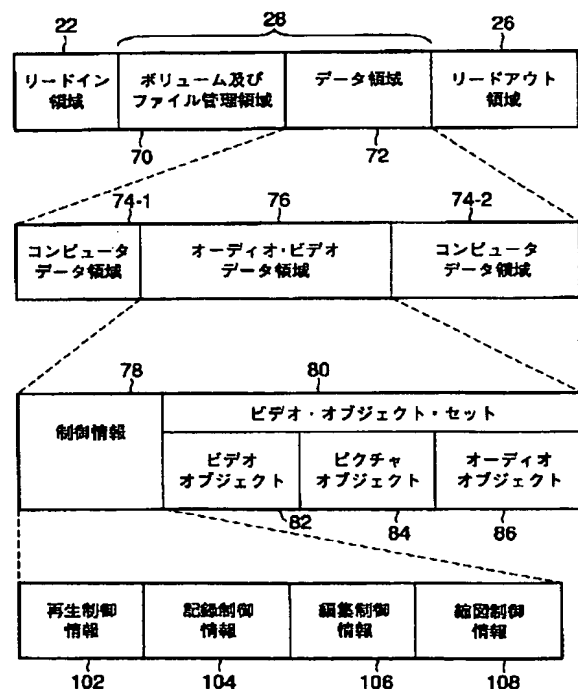 22
28
26
リードイン
領域
ボリューム及び
ファイル管理領域
データ領域
リードアウト
領域
70
72
74-1
76
74-2
コンピュータ
データ領域
オーディオ・ビデオ
データ領域
コンピュータ
データ領域
78
80
制御情報
ビデオ・オブジェクト・セット
ビデオ
オブジェクト
ピクチャ
オブジェクト
オーディオ
オブジェクト
82
84
86
再生制御
情報
記録制御
情報
編集制御
情報
縮図制御
情報
102
104
106
108